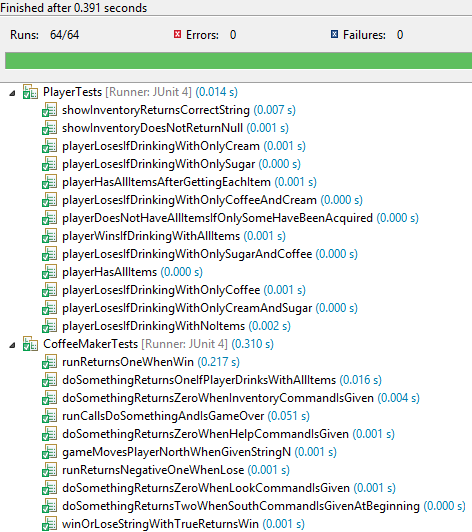 Finished after 0.391 seconds
Runs: 64/64 Errors: 0 Failures: 0
PlayerTests [Runner: JUnit 4] (0.014 s)
showInventoryReturnsCorrectString (0.007 s)
showInventoryDoesNotReturnNull (0.001 s)
playerLosesIfDrinkingWithOnlyCream (0.001 s)
playerLosesIfDrinkingWithOnlySugar (0.000 s)
playerHasAllItemsAfterGettingEachItem (0.001 s)
playerLosesIfDrinkingWithOnlyCoffeeAndCream (0.000 s)
playerDoesNotHaveAllItemsIfOnlySomeHaveBeenAcquired (0.000 s)
playerWinsIfDrinkingWithAllItems (0.001 s)
playerLosesIfDrinkingWithOnlySugarAndCoffee (0.000 s)
playerHasAllItems (0.000 s)
playerLosesIfDrinkingWithOnlyCoffee (0.001 s)
playerLosesIfDrinkingWithOnlyCreamAndSugar (0.000 s)
playerLosesIfDrinkingWithNoItems (0.002 s)
CoffeeMakerTests [Runner: JUnit 4] (0.310 s)
runReturnsOneWhenWin (0.217 s)
doSomethingReturnsOneIfPlayerDrinksWithAllItems (0.016 s)
doSomethingReturnsZeroWhenInventoryCommandIsGiven (0.004 s)
runCallsDoSomethingAndIsGameOver (0.051 s)
doSomethingReturnsZeroWhenHelpCommandIsGiven (0.001 s)
gameMovesPlayerNorthWhenGivenStringN (0.001 s)
runReturnsNegativeOneWhenLose (0.001 s)
doSomethingReturnsZeroWhenLookCommandIsGiven (0.001 s)
doSomethingReturnsTwoWhenSouthCommandIsGivenAtBeginning (0.000 s)
winOrLoseStringWithTrueReturnsWin (0.001 s)